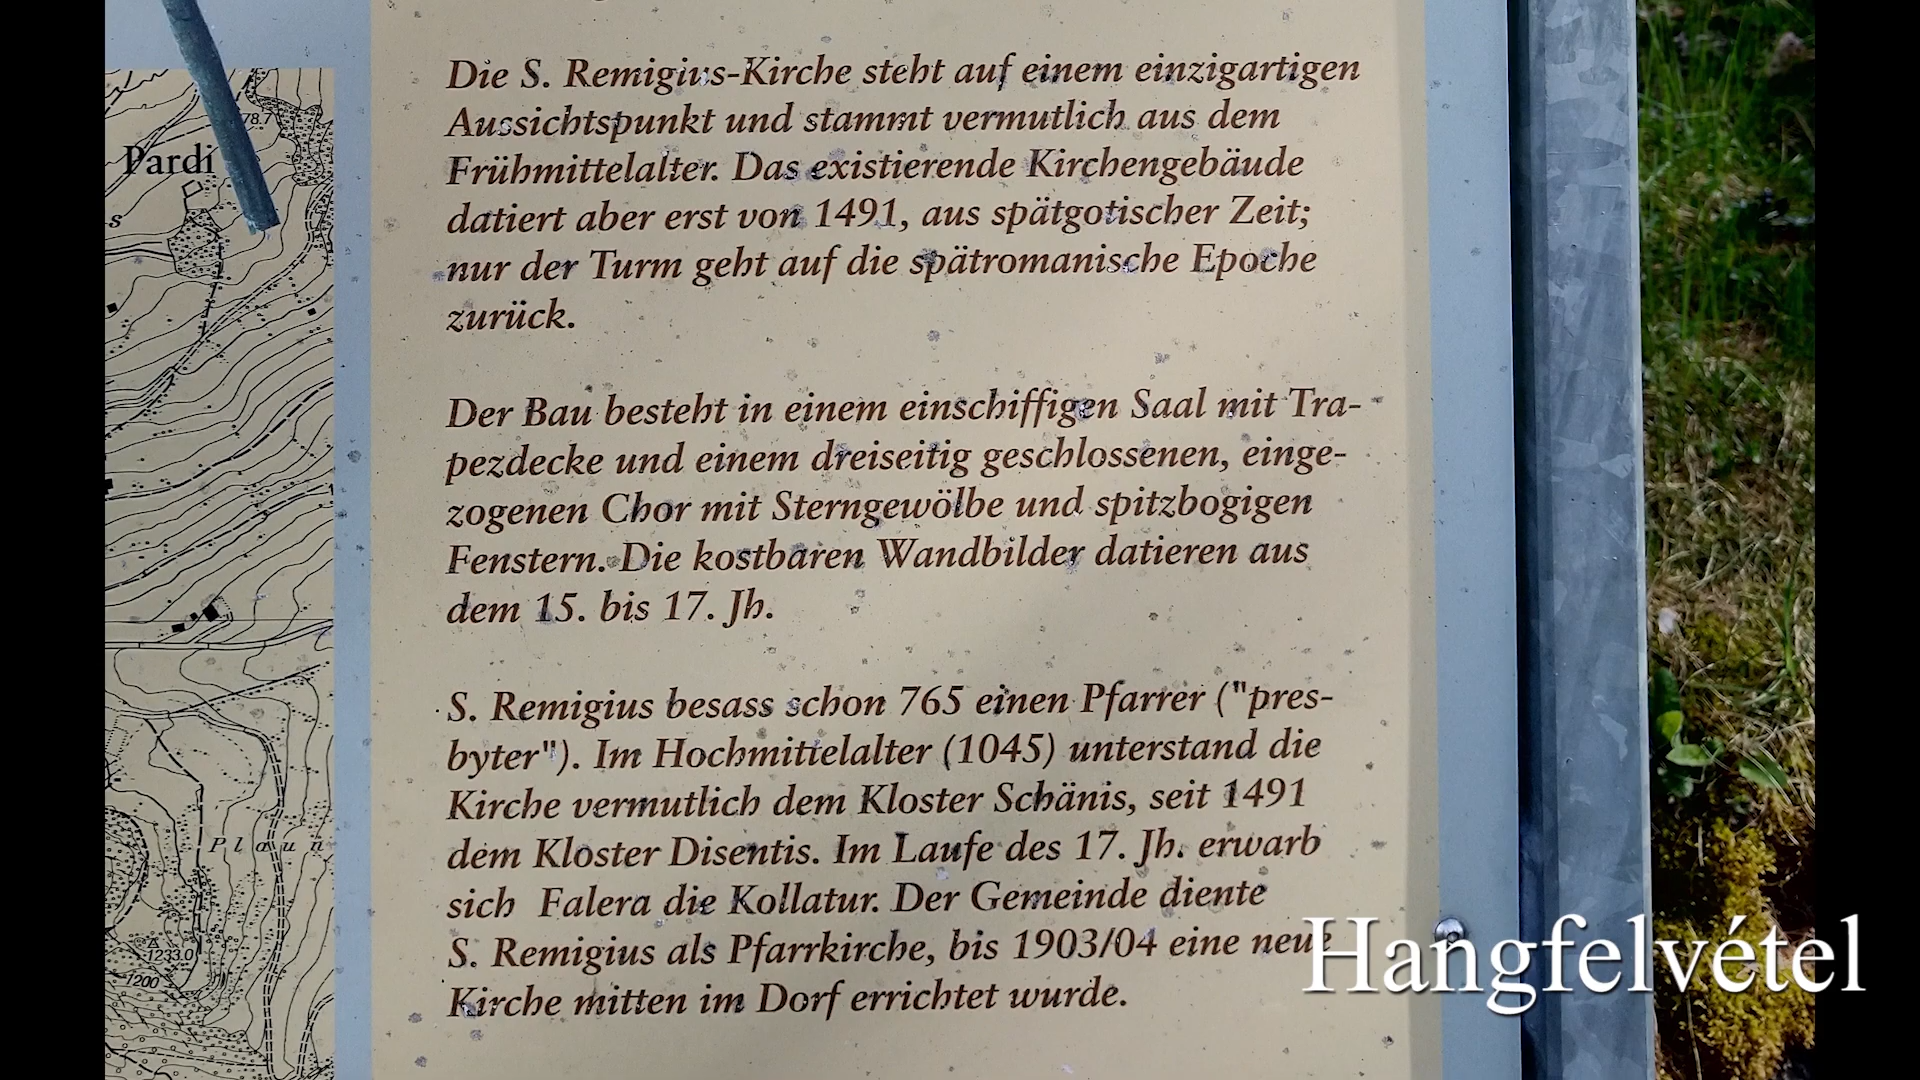 Die S. Remigius-Kirche steht auf einem einzigartigen
Aussichtspunkt und stammt vermutlich aus dem
Frühmittelalter. Das existierende Kirchengebäude
datiert aber erst von 1491, aus spätgotischer Zeit;
nur der Turm geht auf die spätromanische Epoche
zurück.
Der Bau besteht in einem einschiffigen Saal mit Tra-
pezdecke und einem dreiseitig geschlossenen, einge-
zogenen Chor mit Sterngewölbe und spitzbogigen
Fenstern. Die kostbaren Wandbilder datieren aus
dem 15. bis 17. Jh.
S. Remigius besass schon 765 einen Pfarrer ("pres-
byter"). Im Hochmittelalter (1045) unterstand die
Kirche vermutlich dem Kloster Schänis, seit 1491
dem Kloster Disentis. Im Laufe des 17. Jh. erwarb
sich Falera die Kollatur. Der Gemeinde diente
S. Remigius als Pfarrkirche, bis 1903/04 eine neue
Kirche mitten im Dorf errichtet wurde.
78.7
Pardi
s
Plaun
1233.0
1200
Hangfelvétel